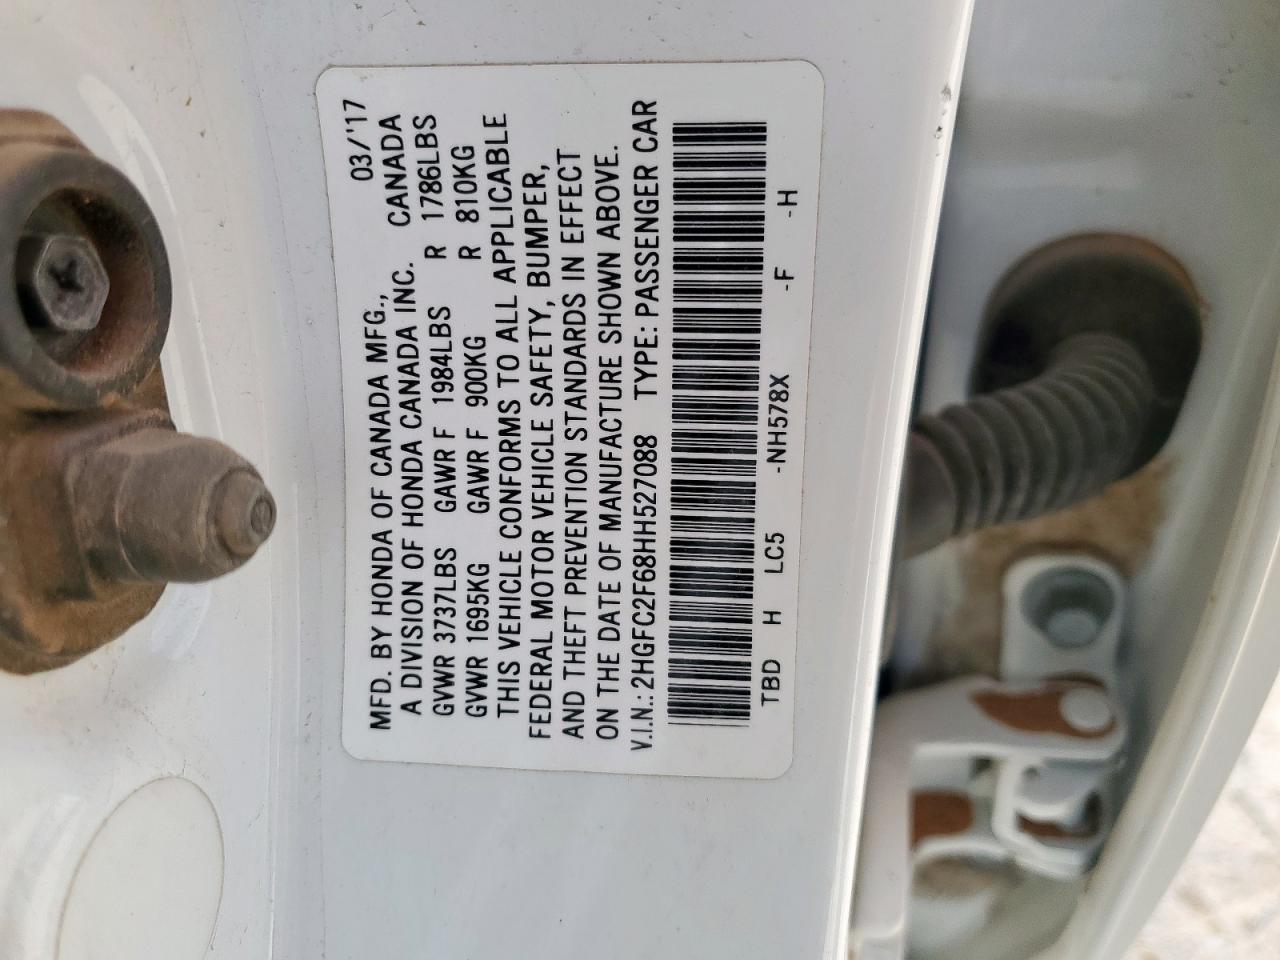 03/'17
MFD. BY HONDA OF CANADA MFG.,
A DIVISION OF HONDA CANADA INC. CANADA
GVWR 3737LBS GAWR F 1984LBS R 1786LBS
GVWR 1695KG GAWR F 900KG R 810KG
THIS VEHICLE CONFORMS TO ALL APPLICABLE
FEDERAL MOTOR VEHICLE SAFETY, BUMPER,
AND THEFT PREVENTION STANDARDS IN EFFECT
ON THE DATE OF MANUFACTURE SHOWN ABOVE.
V.I.N.: 2HGFC2F68HH527088 TYPE: PASSENGER CAR
TBD H LC5 -NH578X -F -H